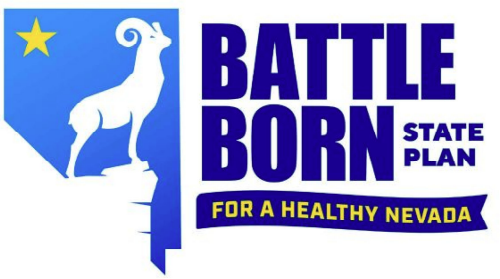 BATTLE
BORN STATE
PLAN
FOR A HEALTHY NEVADA